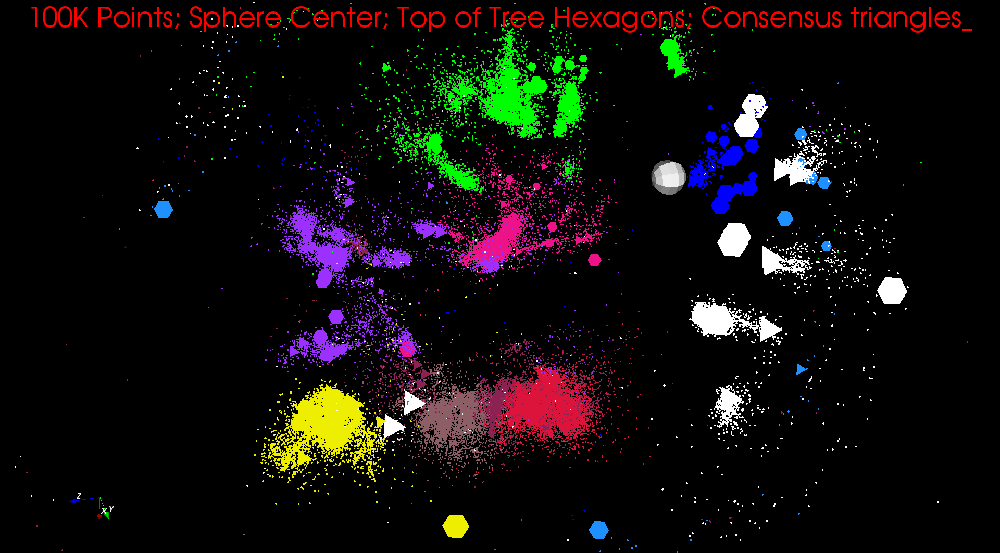 100K Points; Sphere Center; Top of Tree Hexagons; Consensus triangles_
Z
X
Y